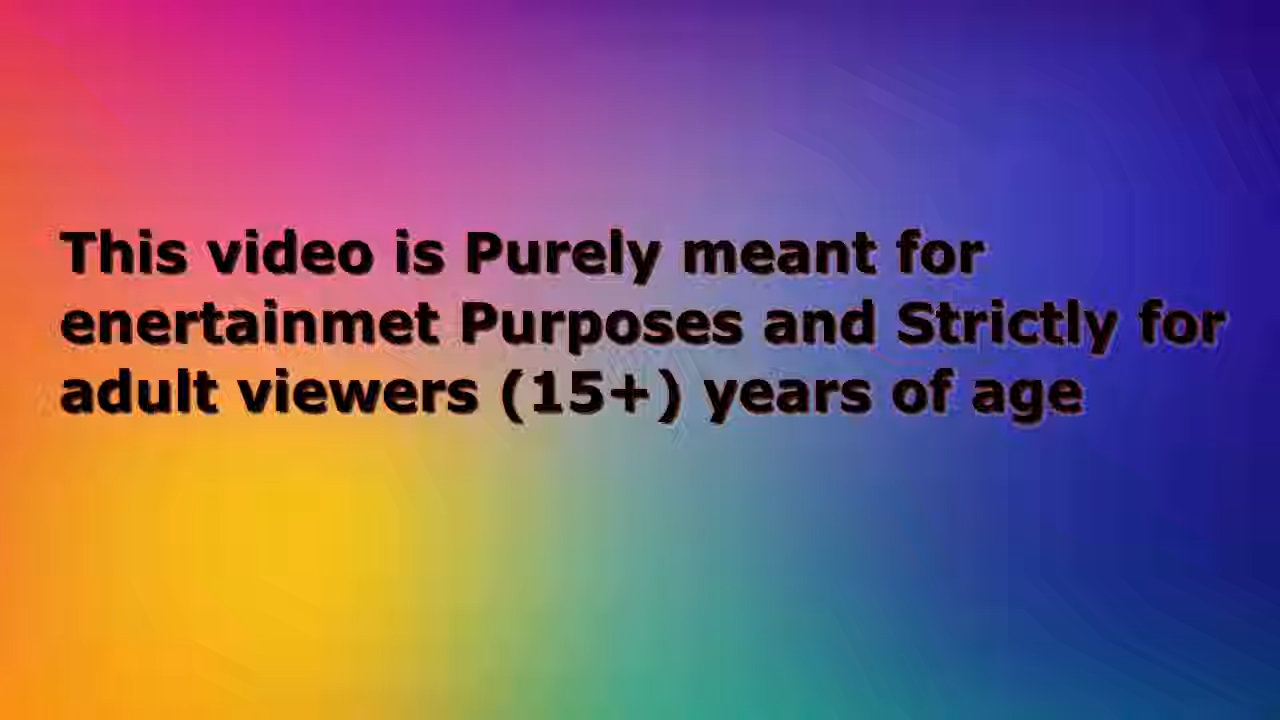 This video is Purely meant for
enertainmet Purposes and Strictly for
adult viewers (15+) years of age